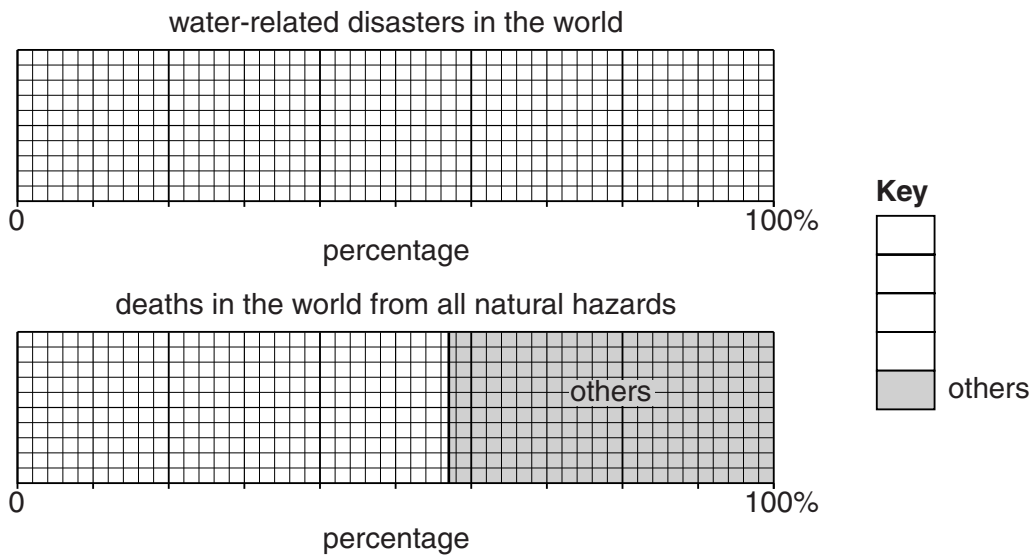 water-related disasters in the world
0 100%
percentage
Key
deaths in the world from all natural hazards
others
others
0 100%
percentage